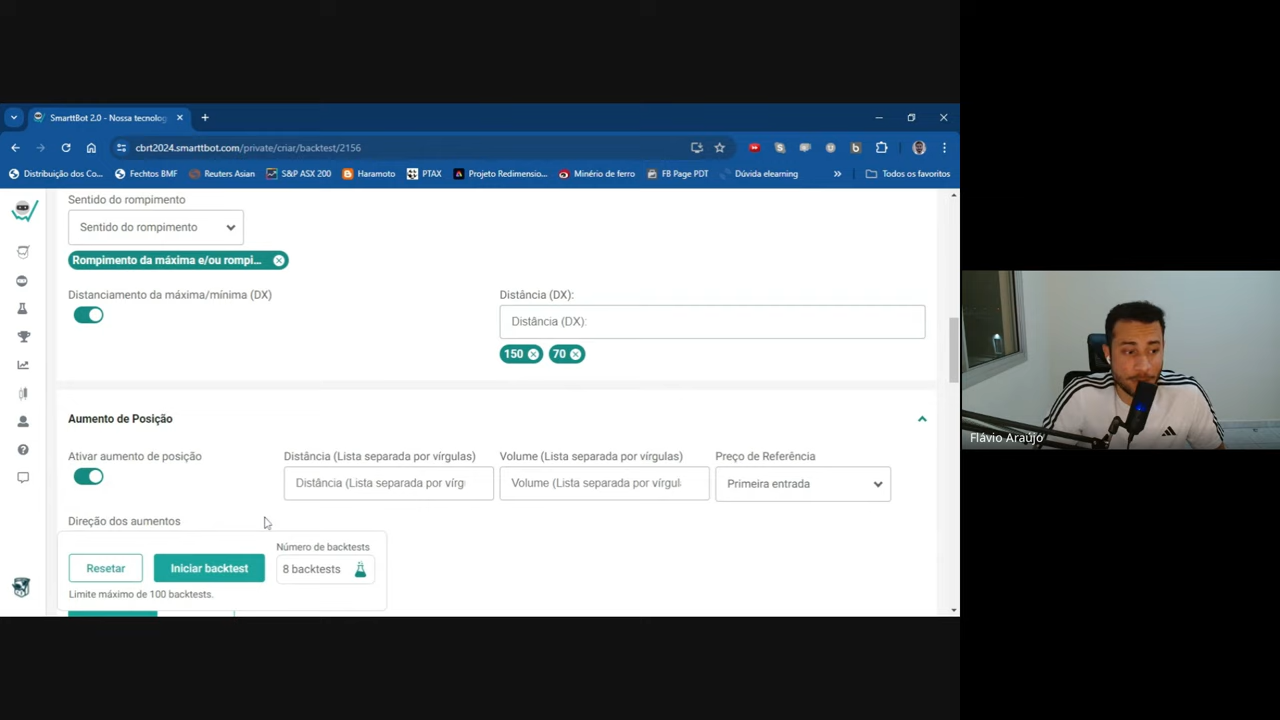 SmarttBot 2.0 - Nossa tecnolog
cbrt2024.smarttbot.com/private/criar/backtest/2156
Distribuição dos Co... Fechtos BMF Reuters Asian S&P ASX 200 Haramoto PTAX Projeto Redimensio... Minério de ferro FB Page PDT Dúvida elearning » Todos os favoritos
Sentido do rompimento
Sentido do rompimento
Rompimento da máxima e/ou rompi...
Distanciamento da máxima/mínima (DX)
Distância (DX):
Distância (DX):
150
70
Aumento de Posição
Ativar aumento de posição
Distância (Lista separada por vírgulas)
Volume (Lista separada por vírgulas)
Preço de Referência
Distância (Lista separada por vírg
Volume (Lista separada por vírgul
Primeira entrada
Direção dos aumentos
Número de backtests
Resetar
Iniciar backtest
8 backtests
Limite máximo de 100 backtests.
Flávio Araújo